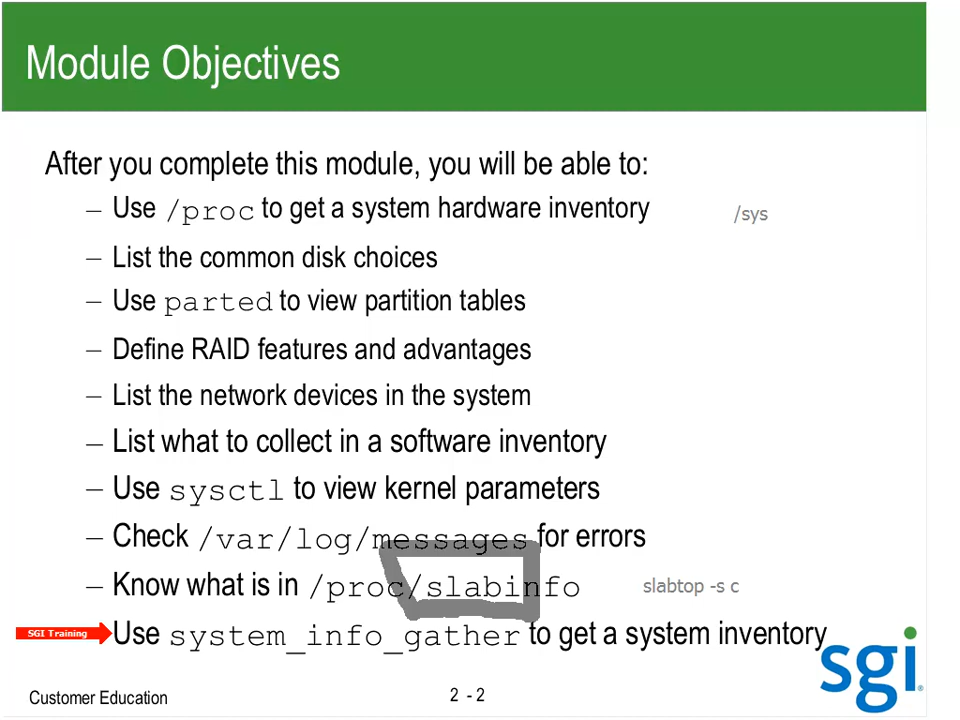 Module Objectives
After you complete this module, you will be able to:
– Use /proc to get a system hardware inventory /sys
– List the common disk choices
– Use parted to view partition tables
– Define RAID features and advantages
– List the network devices in the system
– List what to collect in a software inventory
– Use sysctl to view kernel parameters
– Check /var/log/messages for errors
– Know what is in /proc/slabinfo slabtop -s c
SGI Training Use system_info_gather to get a system inventory
sgi®
Customer Education 2 - 2